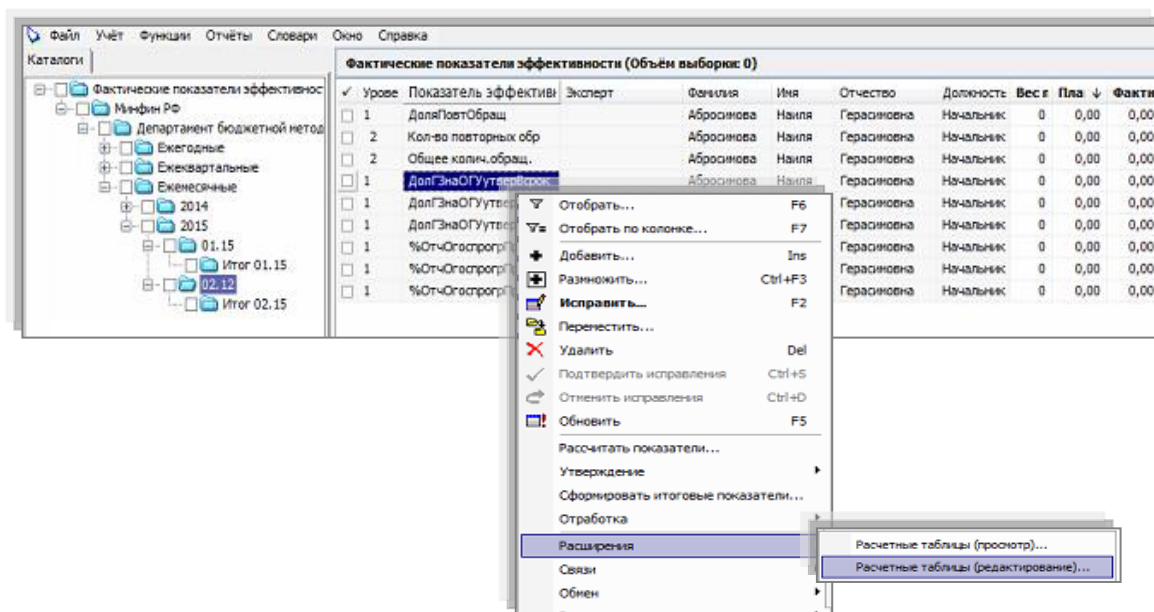 Файл Учёт Функции Отчёты Словари Окно Справка
Каталоги
Фактические показатели эффективност
Минфин РФ
Департамент бюджетной метод
Ежегодные
Ежеквартальные
Ежемесячные
2014
2015
01.15
Итог 01.15
02.12
Итог 02.15
Фактические показатели эффективности (Объём выборки: 0)
✓ Урове Показатель эффективн Эксперт Фамилия Имя Отчество Должность Вес г Пла ↓ Факти
1 ДоляПовтОбращ Абросимова Наиля Герасимовна Начальник 0 0,00 0,00
2 Кол-во повторных обр Абросимова Наиля Герасимовна Начальник 0 0,00 0,00
2 Общее колич.обращ. Абросимова Наиля Герасимовна Начальник 0 0,00 0,00
1 ДолГЗнаОГУутверВсрок Абросимова Наиля Герасимовна Начальник 0 0,00 0,00
1 ДолГЗнаОГУутвер Герасимовна Начальник 0 0,00 0,00
1 ДолГЗнаОГУутвер Герасимовна Начальник 0 0,00 0,00
1 %ОтчОгоспрогрП Герасимовна Начальник 0 0,00 0,00
1 %ОтчОгоспрогрП Герасимовна Начальник 0 0,00 0,00
1 %ОтчОгоспрогрП Герасимовна Начальник 0 0,00 0,00
Отобрать... F6
Отобрать по колонке... F7
Добавить... Ins
Размножить... Ctrl+F3
Исправить... F2
Переместить...
Удалить Del
Подтвердить исправления Ctrl+S
Отменить исправления Ctrl+D
Обновить F5
Рассчитать показатели...
Утверждение
Сформировать итоговые показатели...
Отработка
Расширения
Связи
Обмен
Расчетные таблицы (просмотр)...
Расчетные таблицы (редактирование)...